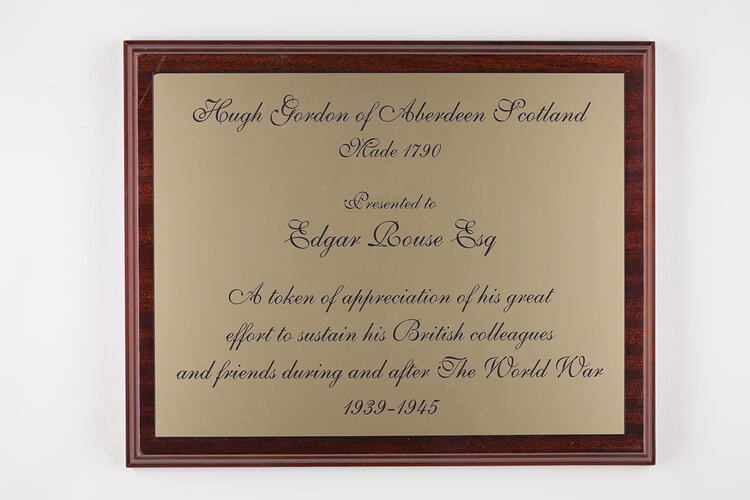 Hugh Gordon of Aberdeen Scotland
Made 1790
Presented to
Edgar Rouse Esq
A token of appreciation of his great
effort to sustain his British colleagues
and friends during and after The World War
1939-1945